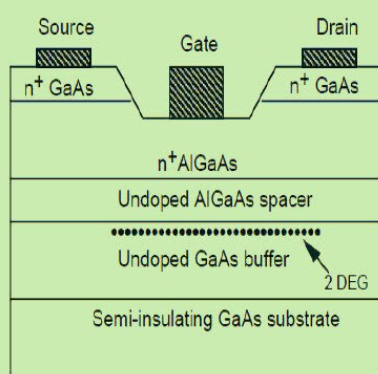 Source
Gate
Drain
n+ GaAs
n+ GaAs
n+AlGaAs
Undoped AlGaAs spacer
Undoped GaAs buffer
2 DEG
Semi-insulating GaAs substrate